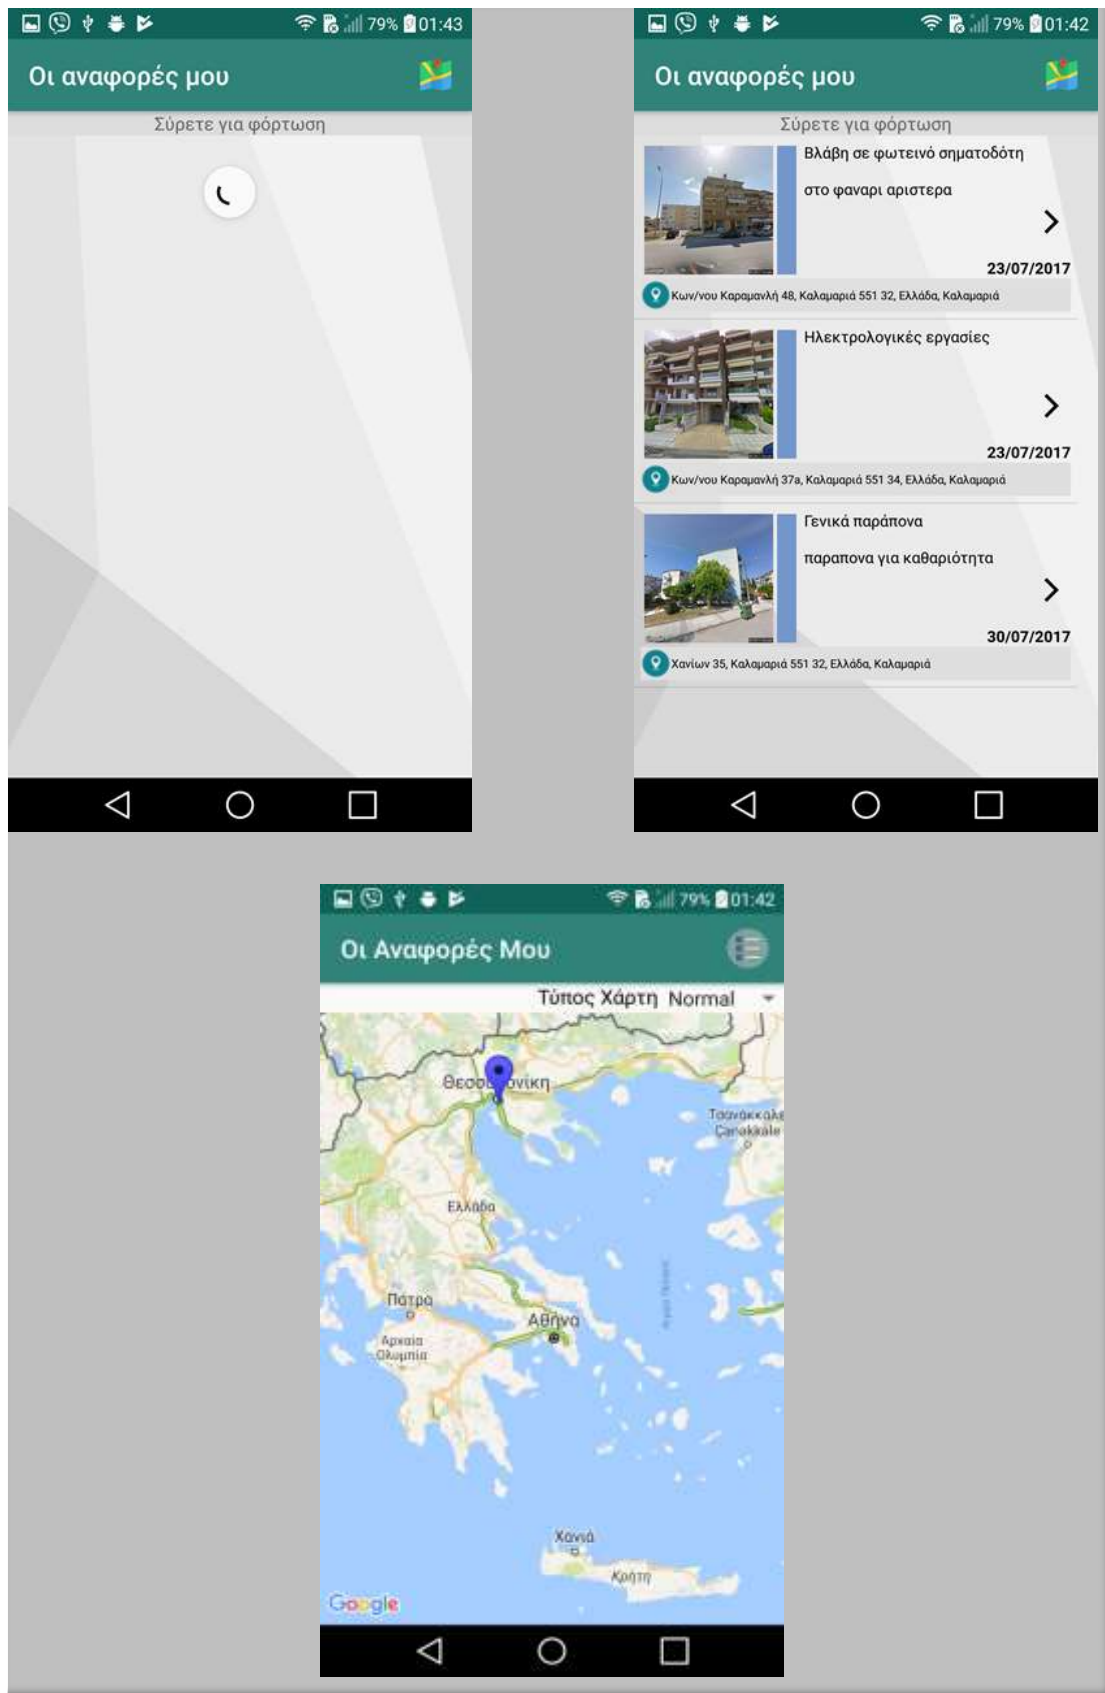 79% 01:43
Οι αναφορές μου
Σύρετε για φόρτωση
79% 01:42
Οι αναφορές μου
Σύρετε για φόρτωση
Βλάβη σε φωτεινό σηματοδότη
στο φαναρι αριστερα
23/07/2017
Κων/νου Καραμανλή 48, Καλαμαριά 551 32, Ελλάδα, Καλαμαριά
Ηλεκτρολογικές εργασίες
23/07/2017
Κων/νου Καραμανλή 37a, Καλαμαριά 551 34, Ελλάδα, Καλαμαριά
Γενικά παράπονα
παραπονα για καθαριότητα
30/07/2017
Χανίων 35, Καλαμαριά 551 32, Ελλάδα, Καλαμαριά
79% 01:42
Οι Αναφορές Μου
Τύπος Χάρτη Normal
Τσανάκκαλε
Çanakkale
Ελλάδα
Πάτρα
Αθήνα
Αρχαία
Ολυμπία
Χανιά
Κρήτη
Google